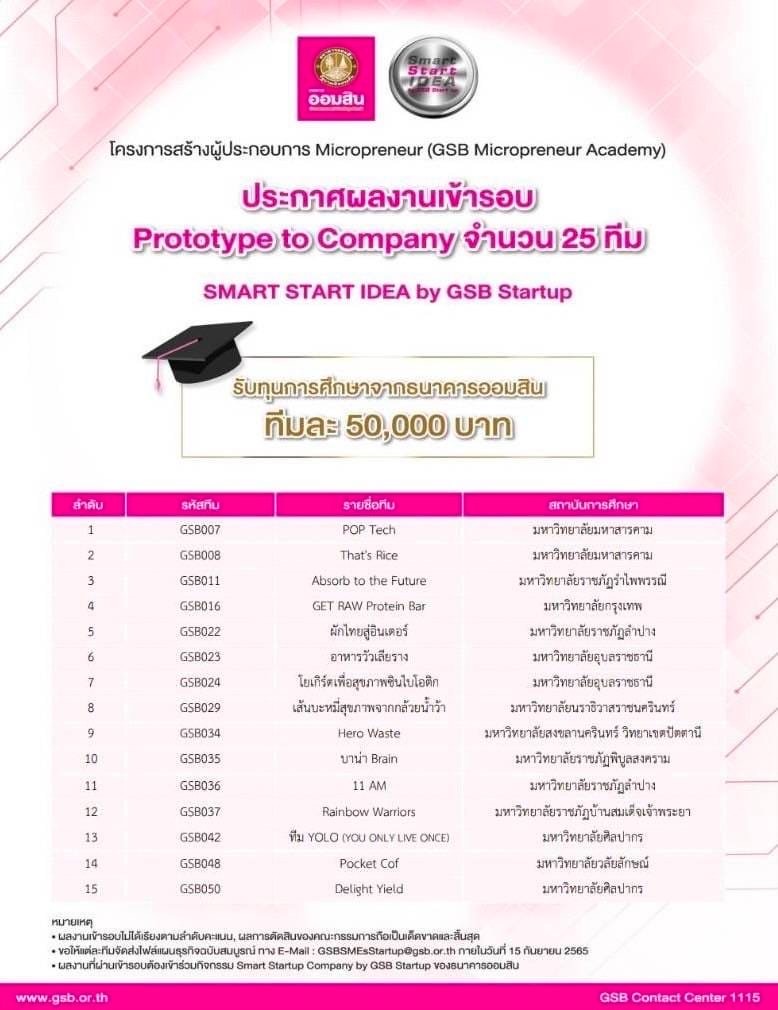 ออมสิน
Smart
Start
IDEA
by GSB Startup
โครงการสร้างผู้ประกอบการ Micropreneur (GSB Micropreneur Academy)
ประกาศผลงานเข้ารอบ
Prototype to Company จำนวน 25 ทีม
SMART START IDEA by GSB Startup
รับทุนการศึกษาจากธนาคารออมสิน
ทีมละ 50,000 บาท
ลำดับ รหัสทีม รายชื่อทีม สถาบันการศึกษา
1 GSB007 POP Tech มหาวิทยาลัยมหาสารคาม
2 GSB008 That's Rice มหาวิทยาลัยมหาสารคาม
3 GSB011 Absorb to the Future มหาวิทยาลัยราชภัฏรำไพพรรณี
4 GSB016 GET RAW Protein Bar มหาวิทยาลัยกรุงเทพ
5 GSB022 ผักไทยสู่อินเตอร์ มหาวิทยาลัยราชภัฏลำปาง
6 GSB023 อาหารวัวเลียราง มหาวิทยาลัยอุบลราชธานี
7 GSB024 โยเกิร์ตเพื่อสุขภาพซินไบโอติก มหาวิทยาลัยอุบลราชธานี
8 GSB029 เส้นบะหมี่สุขภาพจากกล้วยน้ำว้า มหาวิทยาลัยนราธิวาสราชนครินทร์
9 GSB034 Hero Waste มหาวิทยาลัยสงขลานครินทร์ วิทยาเขตปัตตานี
10 GSB035 บาน่า Brain มหาวิทยาลัยราชภัฏพิบูลสงคราม
11 GSB036 11 AM มหาวิทยาลัยราชภัฏลำปาง
12 GSB037 Rainbow Warriors มหาวิทยาลัยราชภัฏบ้านสมเด็จเจ้าพระยา
13 GSB042 ทีม YOLO (YOU ONLY LIVE ONCE) มหาวิทยาลัยศิลปากร
14 GSB048 Pocket Cof มหาวิทยาลัยวลัยลักษณ์
15 GSB050 Delight Yield มหาวิทยาลัยศิลปากร
หมายเหตุ
• ผลงานเข้ารอบไม่ได้เรียงตามลำดับคะแนน, ผลการตัดสินของคณะกรรมการถือเป็นเด็ดขาดและสิ้นสุด
• ขอให้แต่ละทีมจัดส่งไฟล์แผนธุรกิจฉบับสมบูรณ์ ทาง E-Mail : GSBSMEsStartup@gsb.or.th ภายในวันที่ 15 กันยายน 2565
• ผลงานที่ผ่านเข้ารอบต้องเข้าร่วมกิจกรรม Smart Startup Company by GSB Startup ของธนาคารออมสิน
www.gsb.or.th GSB Contact Center 1115